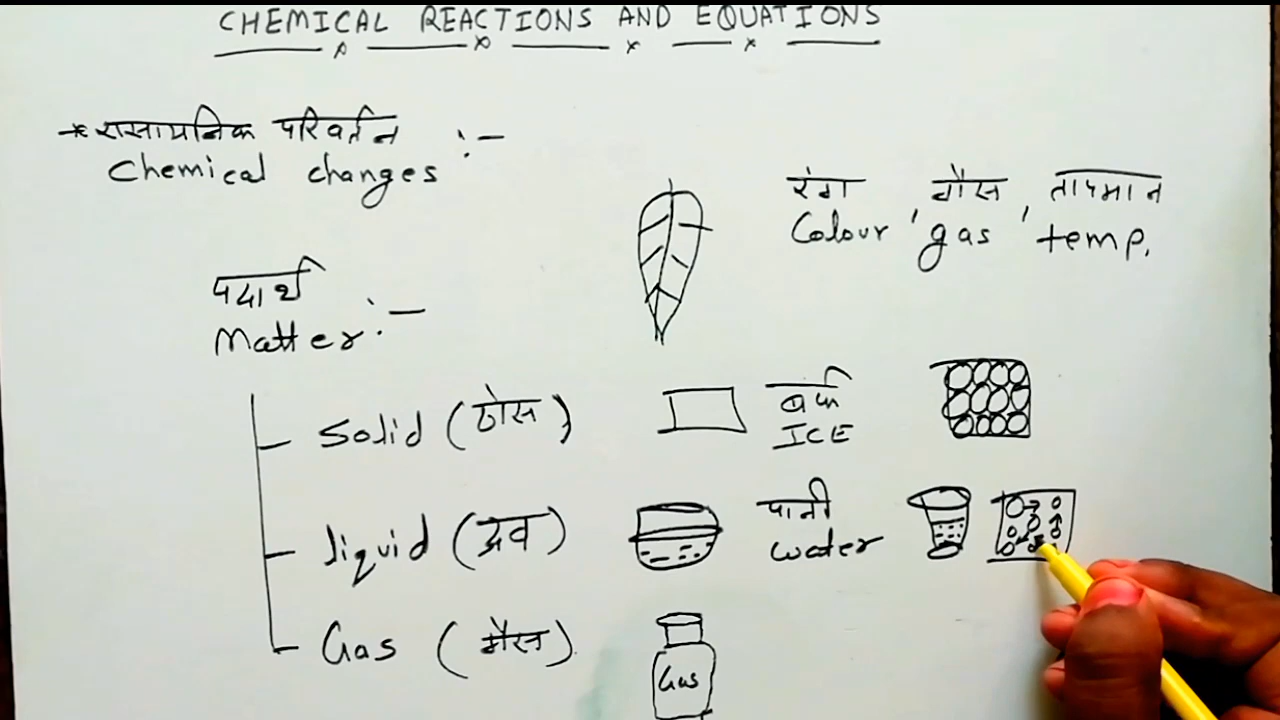 CHEMICAL REACTIONS AND EQUATIONS
* रासायनिक परिवर्तन :-
Chemical changes
रंग , गैस , तापमान
Colour gas temp.
पदार्थ
Matter :-
Solid (ठोस)
बर्फ
ICE
liquid (द्रव)
पानी
water
Gas (गैस)
Gas